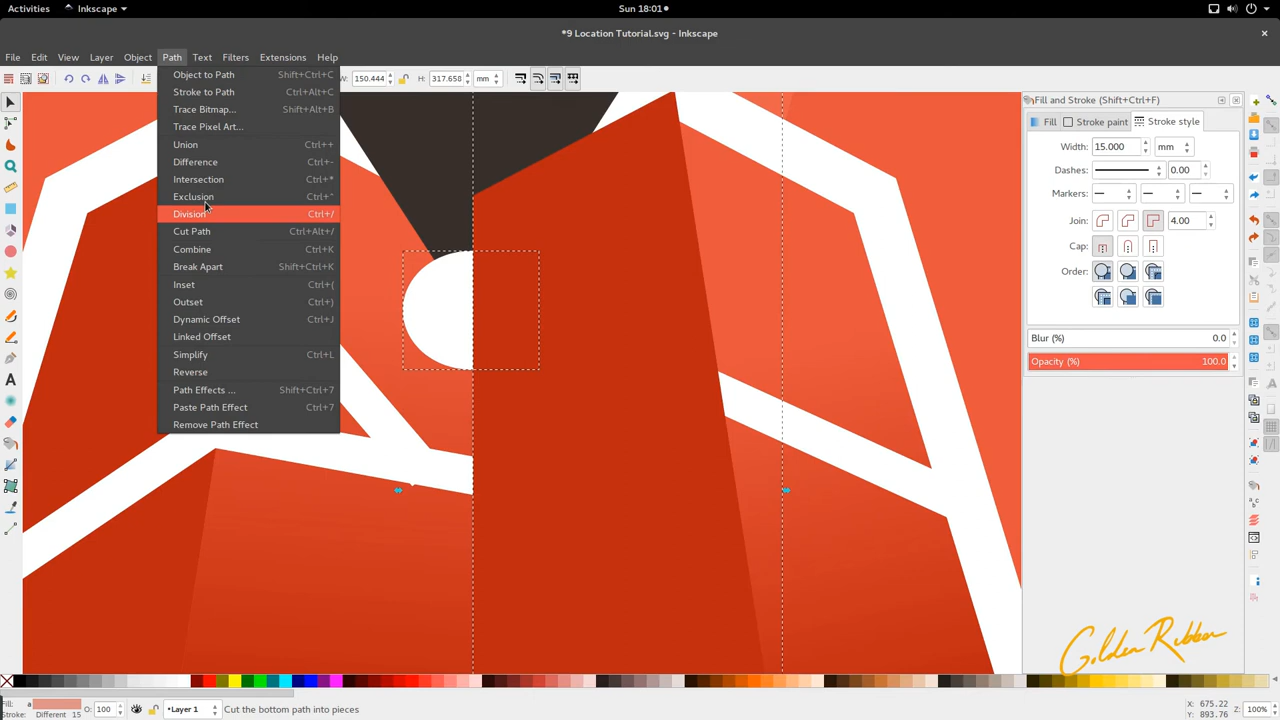 Activities Inkscape Sun 18:01
*9 Location Tutorial.svg - Inkscape
File Edit View Layer Object Path Text Filters Extensions Help
W: 150.444 H: 317.658 mm
Object to Path Shift+Ctrl+C
Stroke to Path Ctrl+Alt+C
Trace Bitmap... Shift+Alt+B
Trace Pixel Art...
Union Ctrl++
Difference Ctrl+-
Intersection Ctrl+*
Exclusion Ctrl+^
Division Ctrl+/
Cut Path Ctrl+Alt+/
Combine Ctrl+K
Break Apart Shift+Ctrl+K
Inset Ctrl+(
Outset Ctrl+)
Dynamic Offset Ctrl+J
Linked Offset
Simplify Ctrl+L
Reverse
Path Effects ... Shift+Ctrl+7
Paste Path Effect Ctrl+7
Remove Path Effect
Fill and Stroke (Shift+Ctrl+F)
Fill Stroke paint Stroke style
Width: 15.000 mm
Dashes: 0.00
Markers:
Join: 4.00
Cap:
Order:
Blur (%) 0.0
Opacity (%) 100.0
Golden Ribbon
Fill: a
Stroke: Different 15
O: 100
Layer 1
Cut the bottom path into pieces
X: 675.22
Y: 893.76
Z: 100%